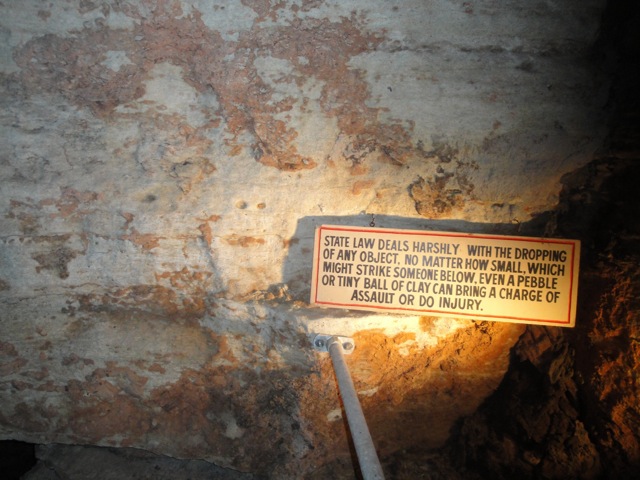 STATE LAW DEALS HARSHLY WITH THE DROPPING
OF ANY OBJECT, NO MATTER HOW SMALL, WHICH
MIGHT STRIKE SOMEONE BELOW. EVEN A PEBBLE
OR TINY BALL OF CLAY CAN BRING A CHARGE OF
ASSAULT OR DO INJURY.